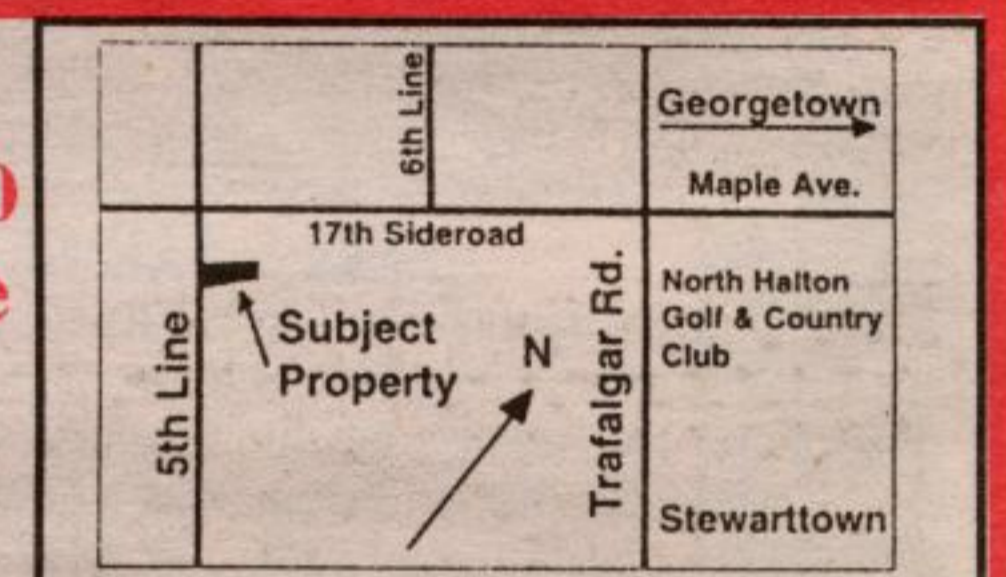 6th Line
Georgetown
Maple Ave.
17th Sideroad
5th Line
Subject
Property
N
Trafalgar Rd.
North Halton
Golf & Country
Club
Stewarttown